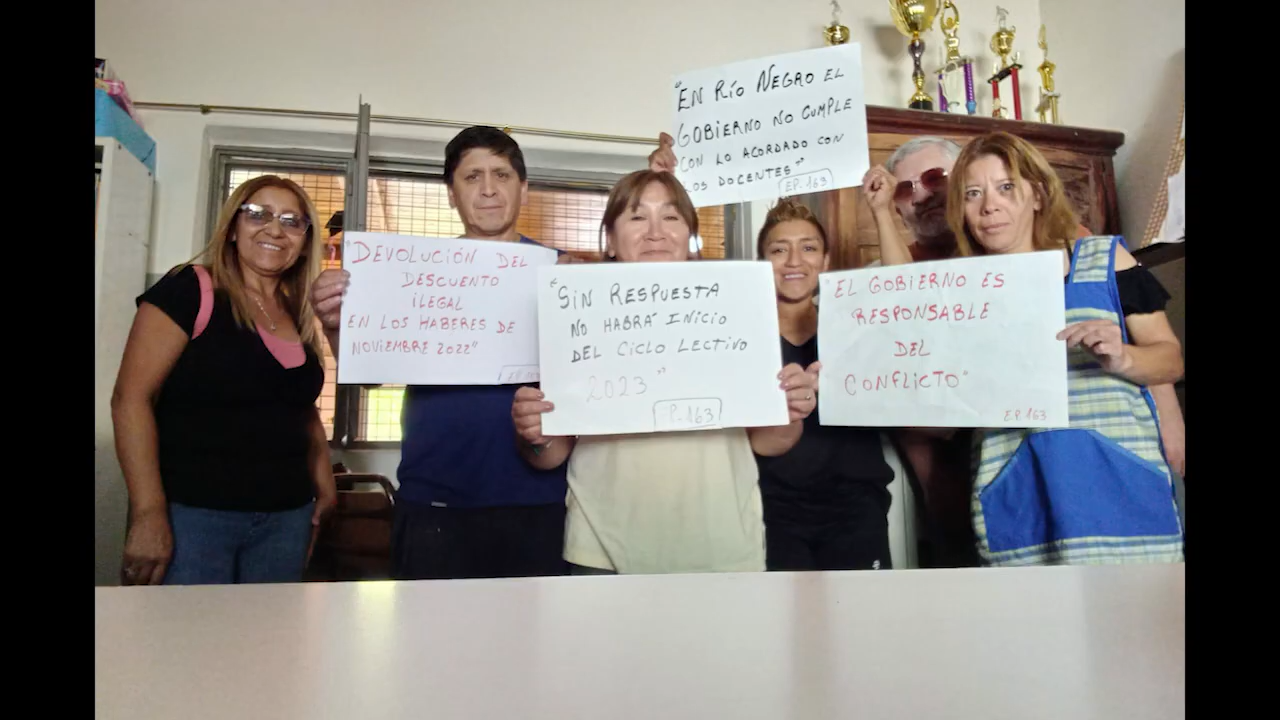 "EN RÍO NEGRO EL
GOBIERNO NO CUMPLE
CON LO ACORDADO CON
LOS DOCENTES"
EP.163
"DEVOLUCIÓN DEL
DESCUENTO
ILEGAL
EN LOS HABERES DE
NOVIEMBRE 2022"
"SIN RESPUESTA
NO HABRÁ INICIO
DEL CICLO LECTIVO
2023"
P.163
"EL GOBIERNO ES
RESPONSABLE
DEL
CONFLICTO"
EP.163